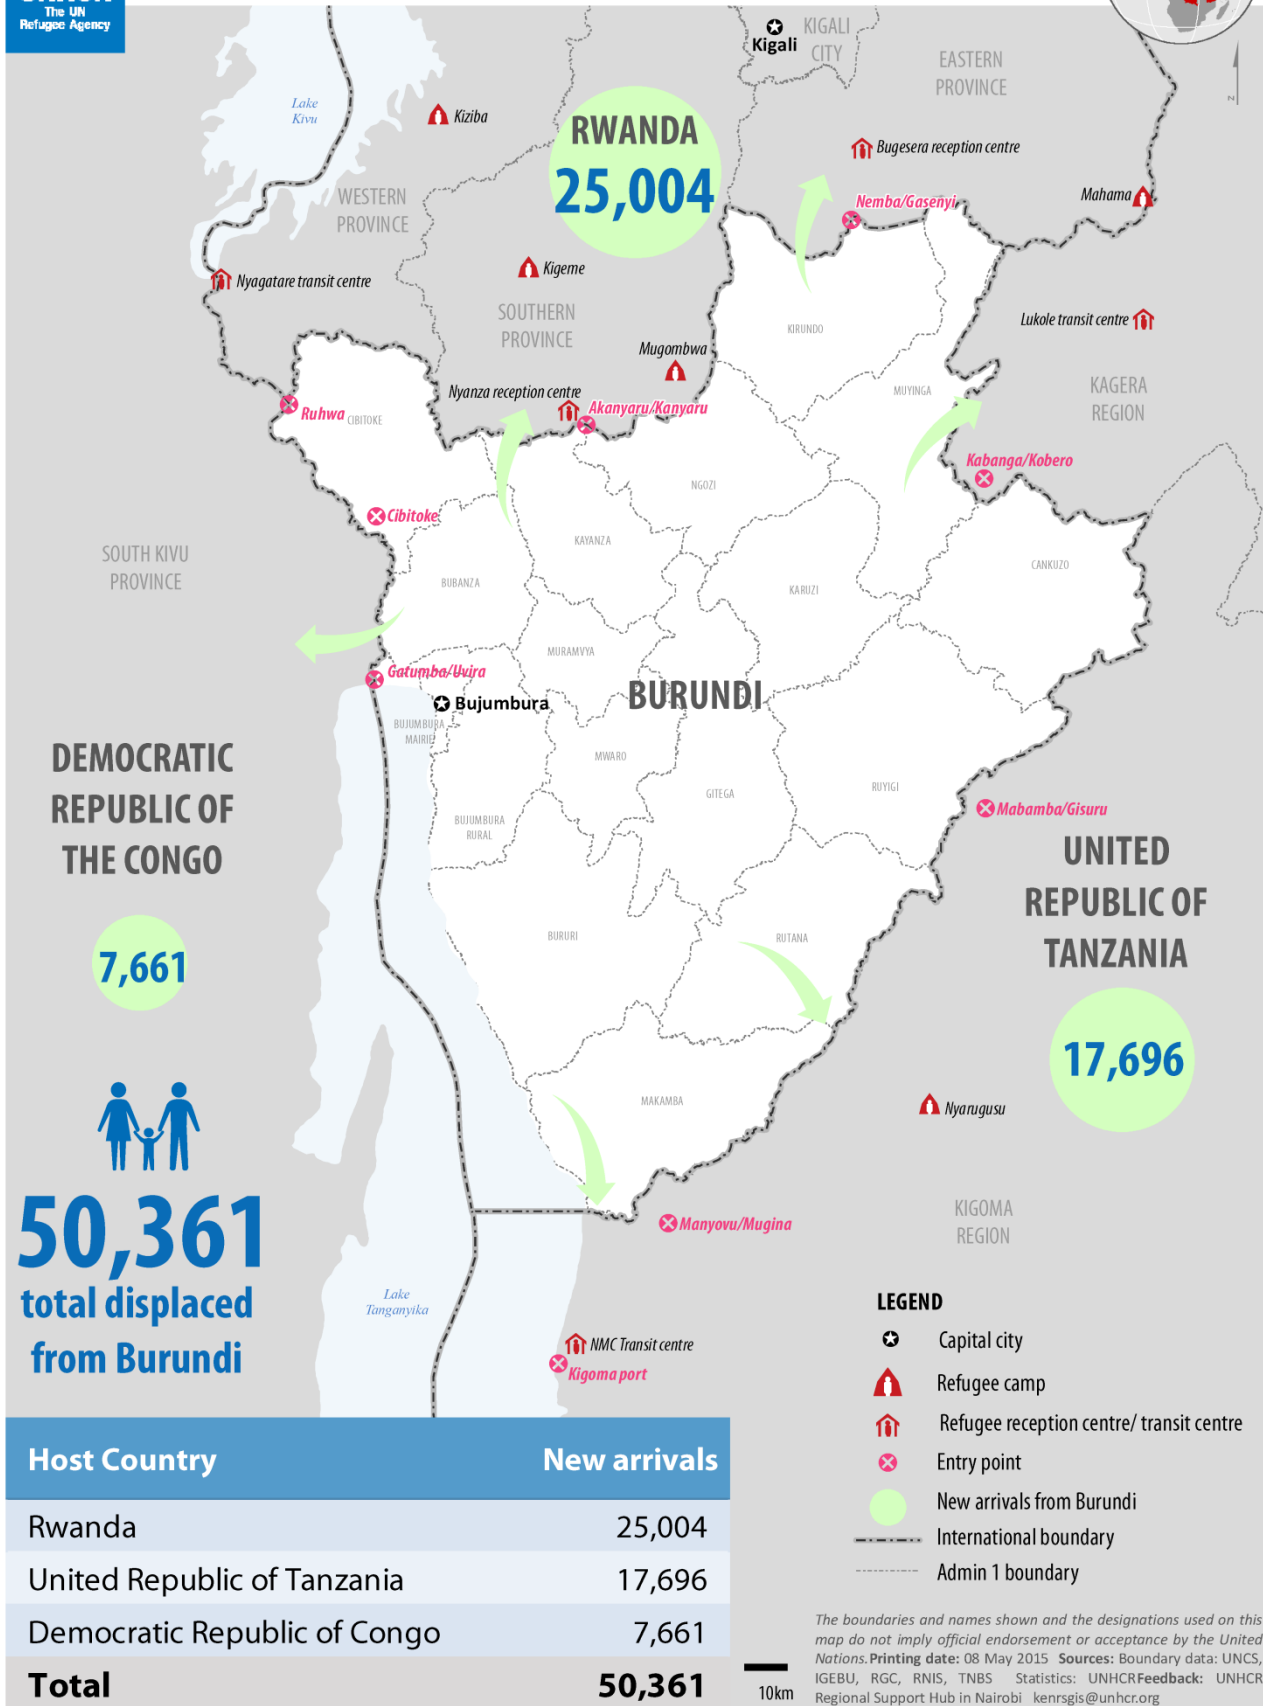 The UN
Refugee Agency
Kigali
KIGALI
CITY
EASTERN
PROVINCE
N
Lake
Kivu
Kiziba
RWANDA
25,004
Bugesera reception centre
WESTERN
PROVINCE
Nemba/Gasenyi
Mahama
Nyagatare transit centre
Kigeme
SOUTHERN
PROVINCE
KIRUNDO
Lukole transit centre
Mugombwa
Nyanza reception centre
Akanyaru/Kanyaru
MUYINGA
KAGERA
REGION
Ruhwa
CIBITOKE
Kabanga/Kobero
NGOZI
Cibitoke
SOUTH KIVU
PROVINCE
KAYANZA
BUBANZA
KARUZI
CANKUZO
MURAMVYA
Gatumba/Uvira
BURUNDI
Bujumbura
BUJUMBURA
MAIRIE
DEMOCRATIC
REPUBLIC OF
THE CONGO
MWARO
GITEGA
RUYIGI
Mabamba/Gisuru
BUJUMBURA
RURAL
UNITED
REPUBLIC OF
TANZANIA
7,661
BURURI
RUTANA
17,696
MAKAMBA
Nyarugusu
50,361
total displaced
from Burundi
KIGOMA
REGION
Manyovu/Mugina
Lake
Tanganyika
NMC Transit centre
Kigoma port
LEGEND
Capital city
Refugee camp
Refugee reception centre/ transit centre
Entry point
New arrivals from Burundi
International boundary
Admin 1 boundary
Host Country New arrivals
Rwanda 25,004
United Republic of Tanzania 17,696
Democratic Republic of Congo 7,661
Total 50,361
10km
The boundaries and names shown and the designations used on this
map do not imply official endorsement or acceptance by the United
Nations. Printing date: 08 May 2015 Sources: Boundary data: UNCS,
IGEBU, RGC, RNIS, TNBS Statistics: UNHCR Feedback: UNHCR
Regional Support Hub in Nairobi kenrsgis@unhcr.org